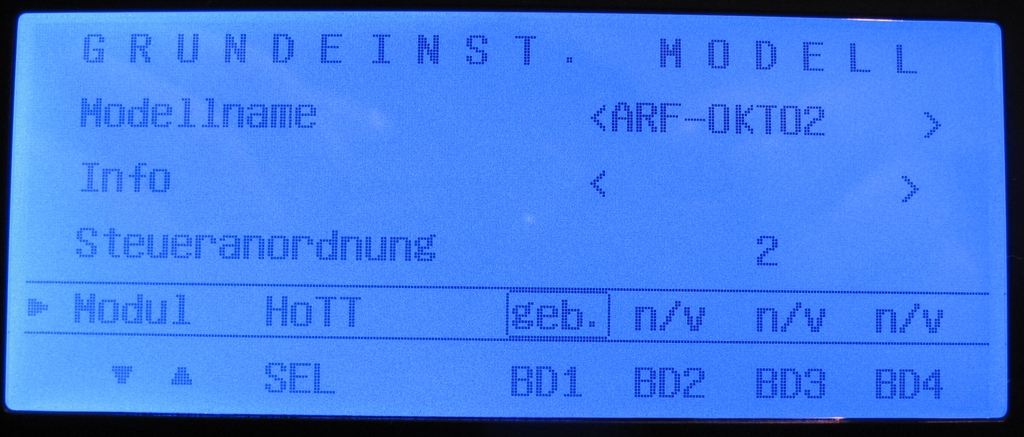 GRUNDEINST. MODELL
Modellname <ARF-OKTO2 >
Info < >
Steueranordnung 2
► Modul HoTT geb. n/v n/v n/v
▼ ▲ SEL BD1 BD2 BD3 BD4